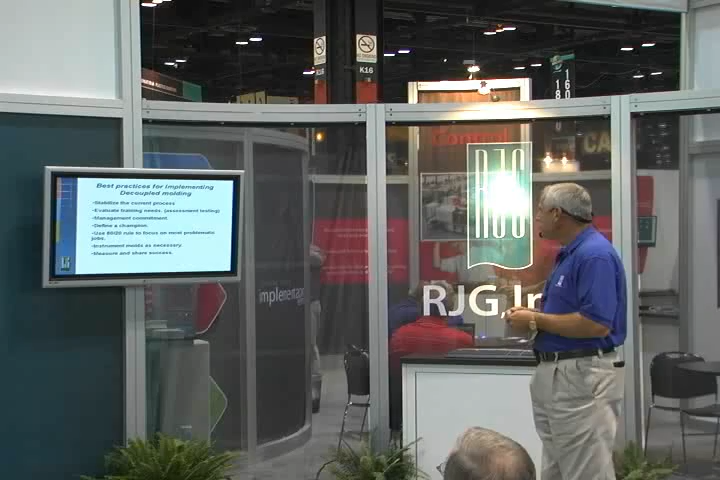 Best practices for implementing
Decoupled molding
•Stabilize the current process
•Evaluate training needs. (assessment testing)
•Management commitment.
•Define a champion.
•Use 80/20 rule to focus on most problematic
jobs.
•Instrument molds as necessary.
•Measure and share success.
K16
160
Control
RJG
RJG, In